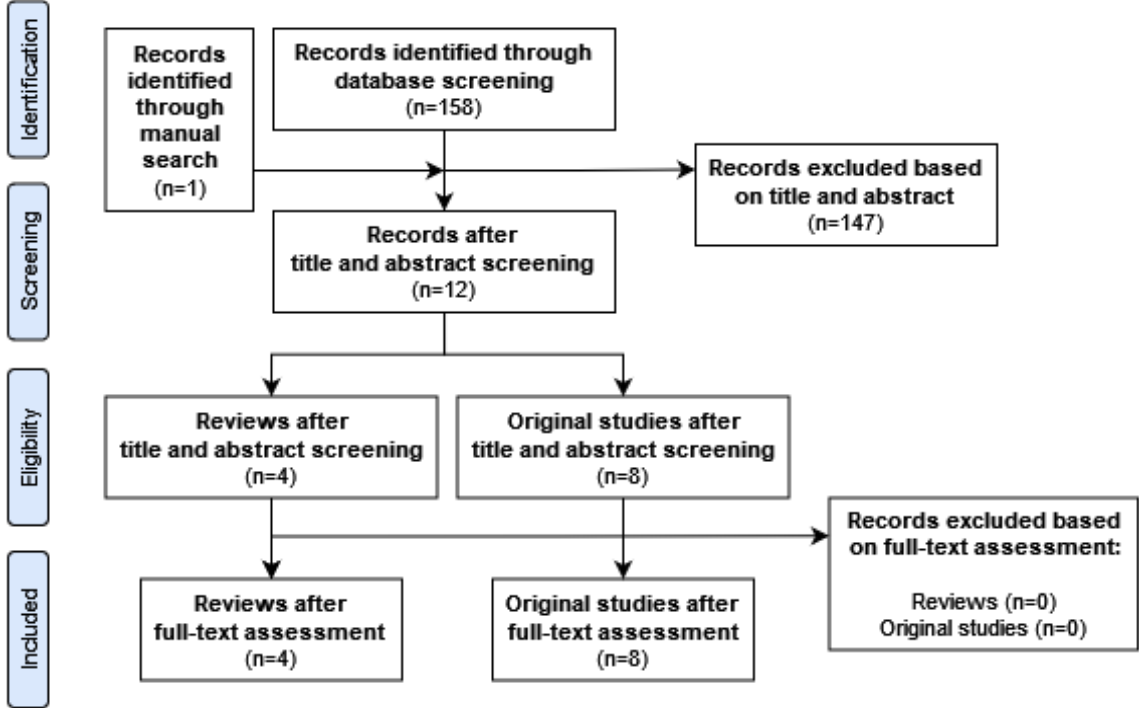 Identification
Records
identified
through
manual
search
(n=1)
Records identified through
database screening
(n=158)
Records excluded based
on title and abstract
(n=147)
Screening
Records after
title and abstract screening
(n=12)
Eligibility
Reviews after
title and abstract screening
(n=4)
Original studies after
title and abstract screening
(n=8)
Records excluded based
on full-text assessment:
Reviews (n=0)
Original studies (n=0)
Included
Reviews after
full-text assessment
(n=4)
Original studies after
full-text assessment
(n=8)